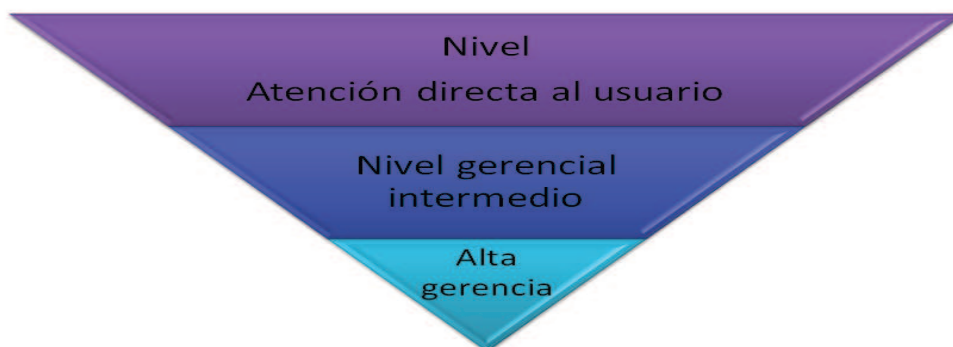 Nivel
Atención directa al usuario
Nivel gerencial
intermedio
Alta
gerencia